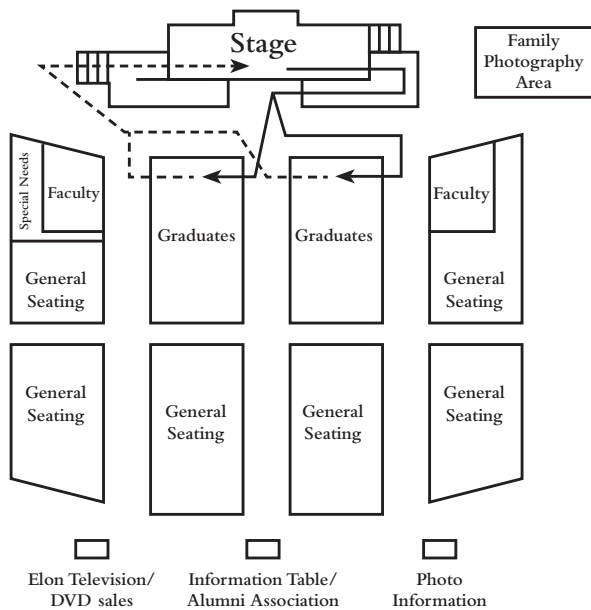 Stage
Family
Photography
Area
Special Needs
Faculty
Graduates
Graduates
Faculty
General
Seating
General
Seating
General
Seating
General
Seating
General
Seating
General
Seating
Elon Television/
DVD sales
Information Table/
Alumni Association
Photo
Information